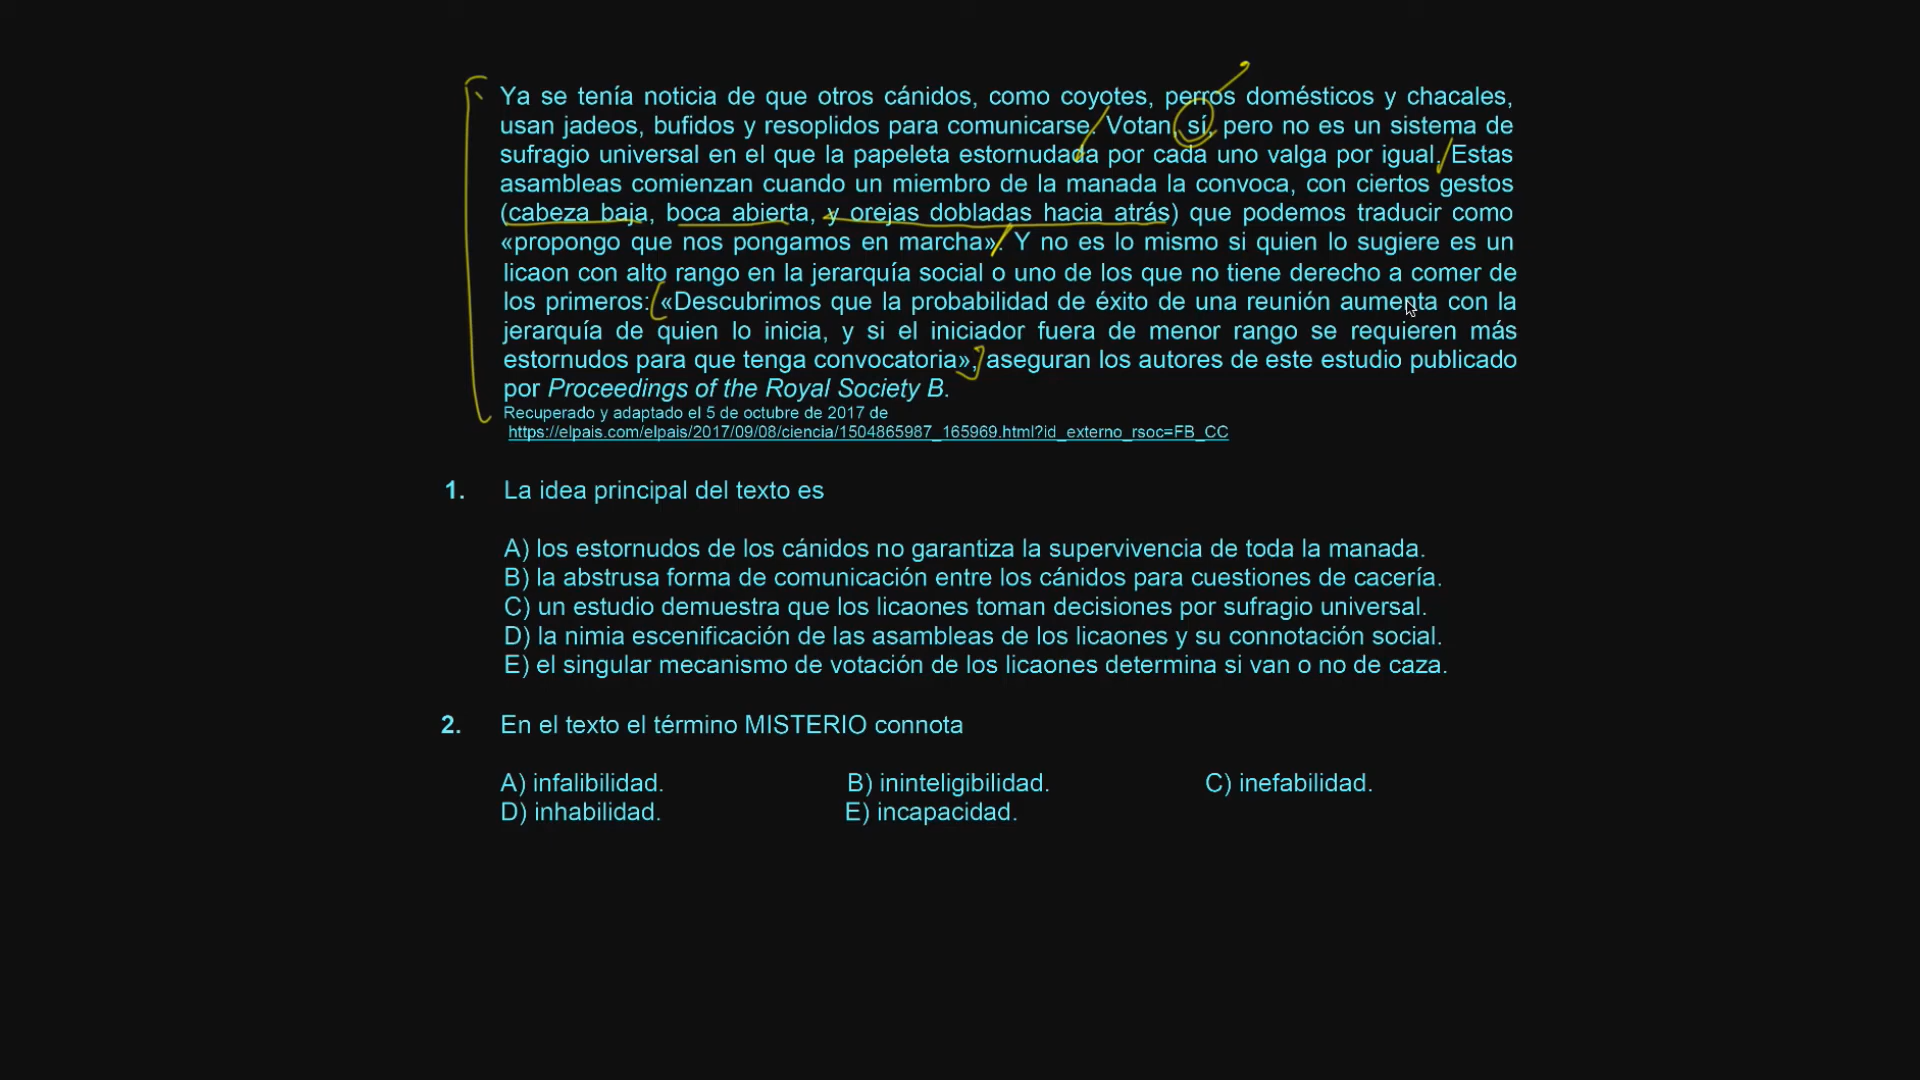 Ya se tenía noticia de que otros cánidos, como coyotes, perros domésticos y chacales,
usan jadeos, bufidos y resoplidos para comunicarse. Votan, sí, pero no es un sistema de
sufragio universal en el que la papeleta estornudada por cada uno valga por igual. Estas
asambleas comienzan cuando un miembro de la manada la convoca, con ciertos gestos
(cabeza baja, boca abierta, y orejas dobladas hacia atrás) que podemos traducir como
«propongo que nos pongamos en marcha». Y no es lo mismo si quien lo sugiere es un
licaon con alto rango en la jerarquía social o uno de los que no tiene derecho a comer de
los primeros: «Descubrimos que la probabilidad de éxito de una reunión aumenta con la
jerarquía de quien lo inicia, y si el iniciador fuera de menor rango se requieren más
estornudos para que tenga convocatoria», aseguran los autores de este estudio publicado
por Proceedings of the Royal Society B.
Recuperado y adaptado el 5 de octubre de 2017 de
https://elpais.com/elpais/2017/09/08/ciencia/1504865987_165969.html?id_externo_rsoc=FB_CC
1. La idea principal del texto es
A) los estornudos de los cánidos no garantiza la supervivencia de toda la manada.
B) la abstrusa forma de comunicación entre los cánidos para cuestiones de cacería.
C) un estudio demuestra que los licaones toman decisiones por sufragio universal.
D) la nimia escenificación de las asambleas de los licaones y su connotación social.
E) el singular mecanismo de votación de los licaones determina si van o no de caza.
2. En el texto el término MISTERIO connota
A) infalibilidad. B) ininteligibilidad. C) inefabilidad.
D) inhabilidad. E) incapacidad.